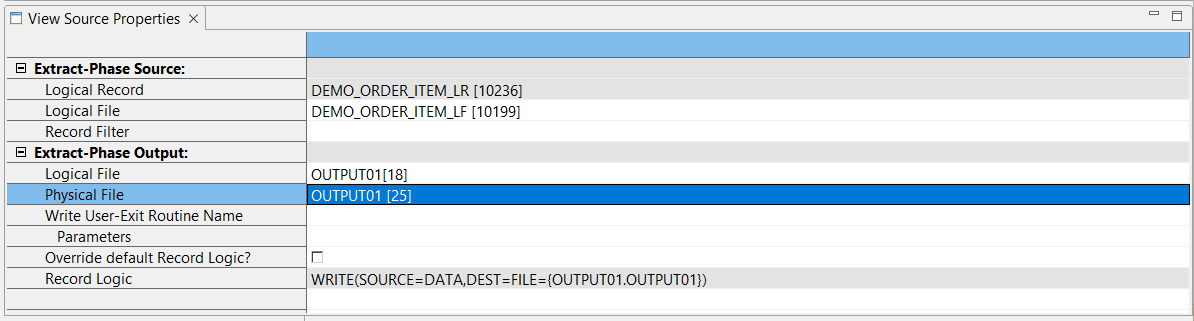 View Source Properties
Extract-Phase Source:
Logical Record DEMO_ORDER_ITEM_LR [10236]
Logical File DEMO_ORDER_ITEM_LF [10199]
Record Filter
Extract-Phase Output:
Logical File OUTPUT01[18]
Physical File OUTPUT01 [25]
Write User-Exit Routine Name
Parameters
Override default Record Logic?
Record Logic WRITE(SOURCE=DATA,DEST=FILE={OUTPUT01.OUTPUT01})